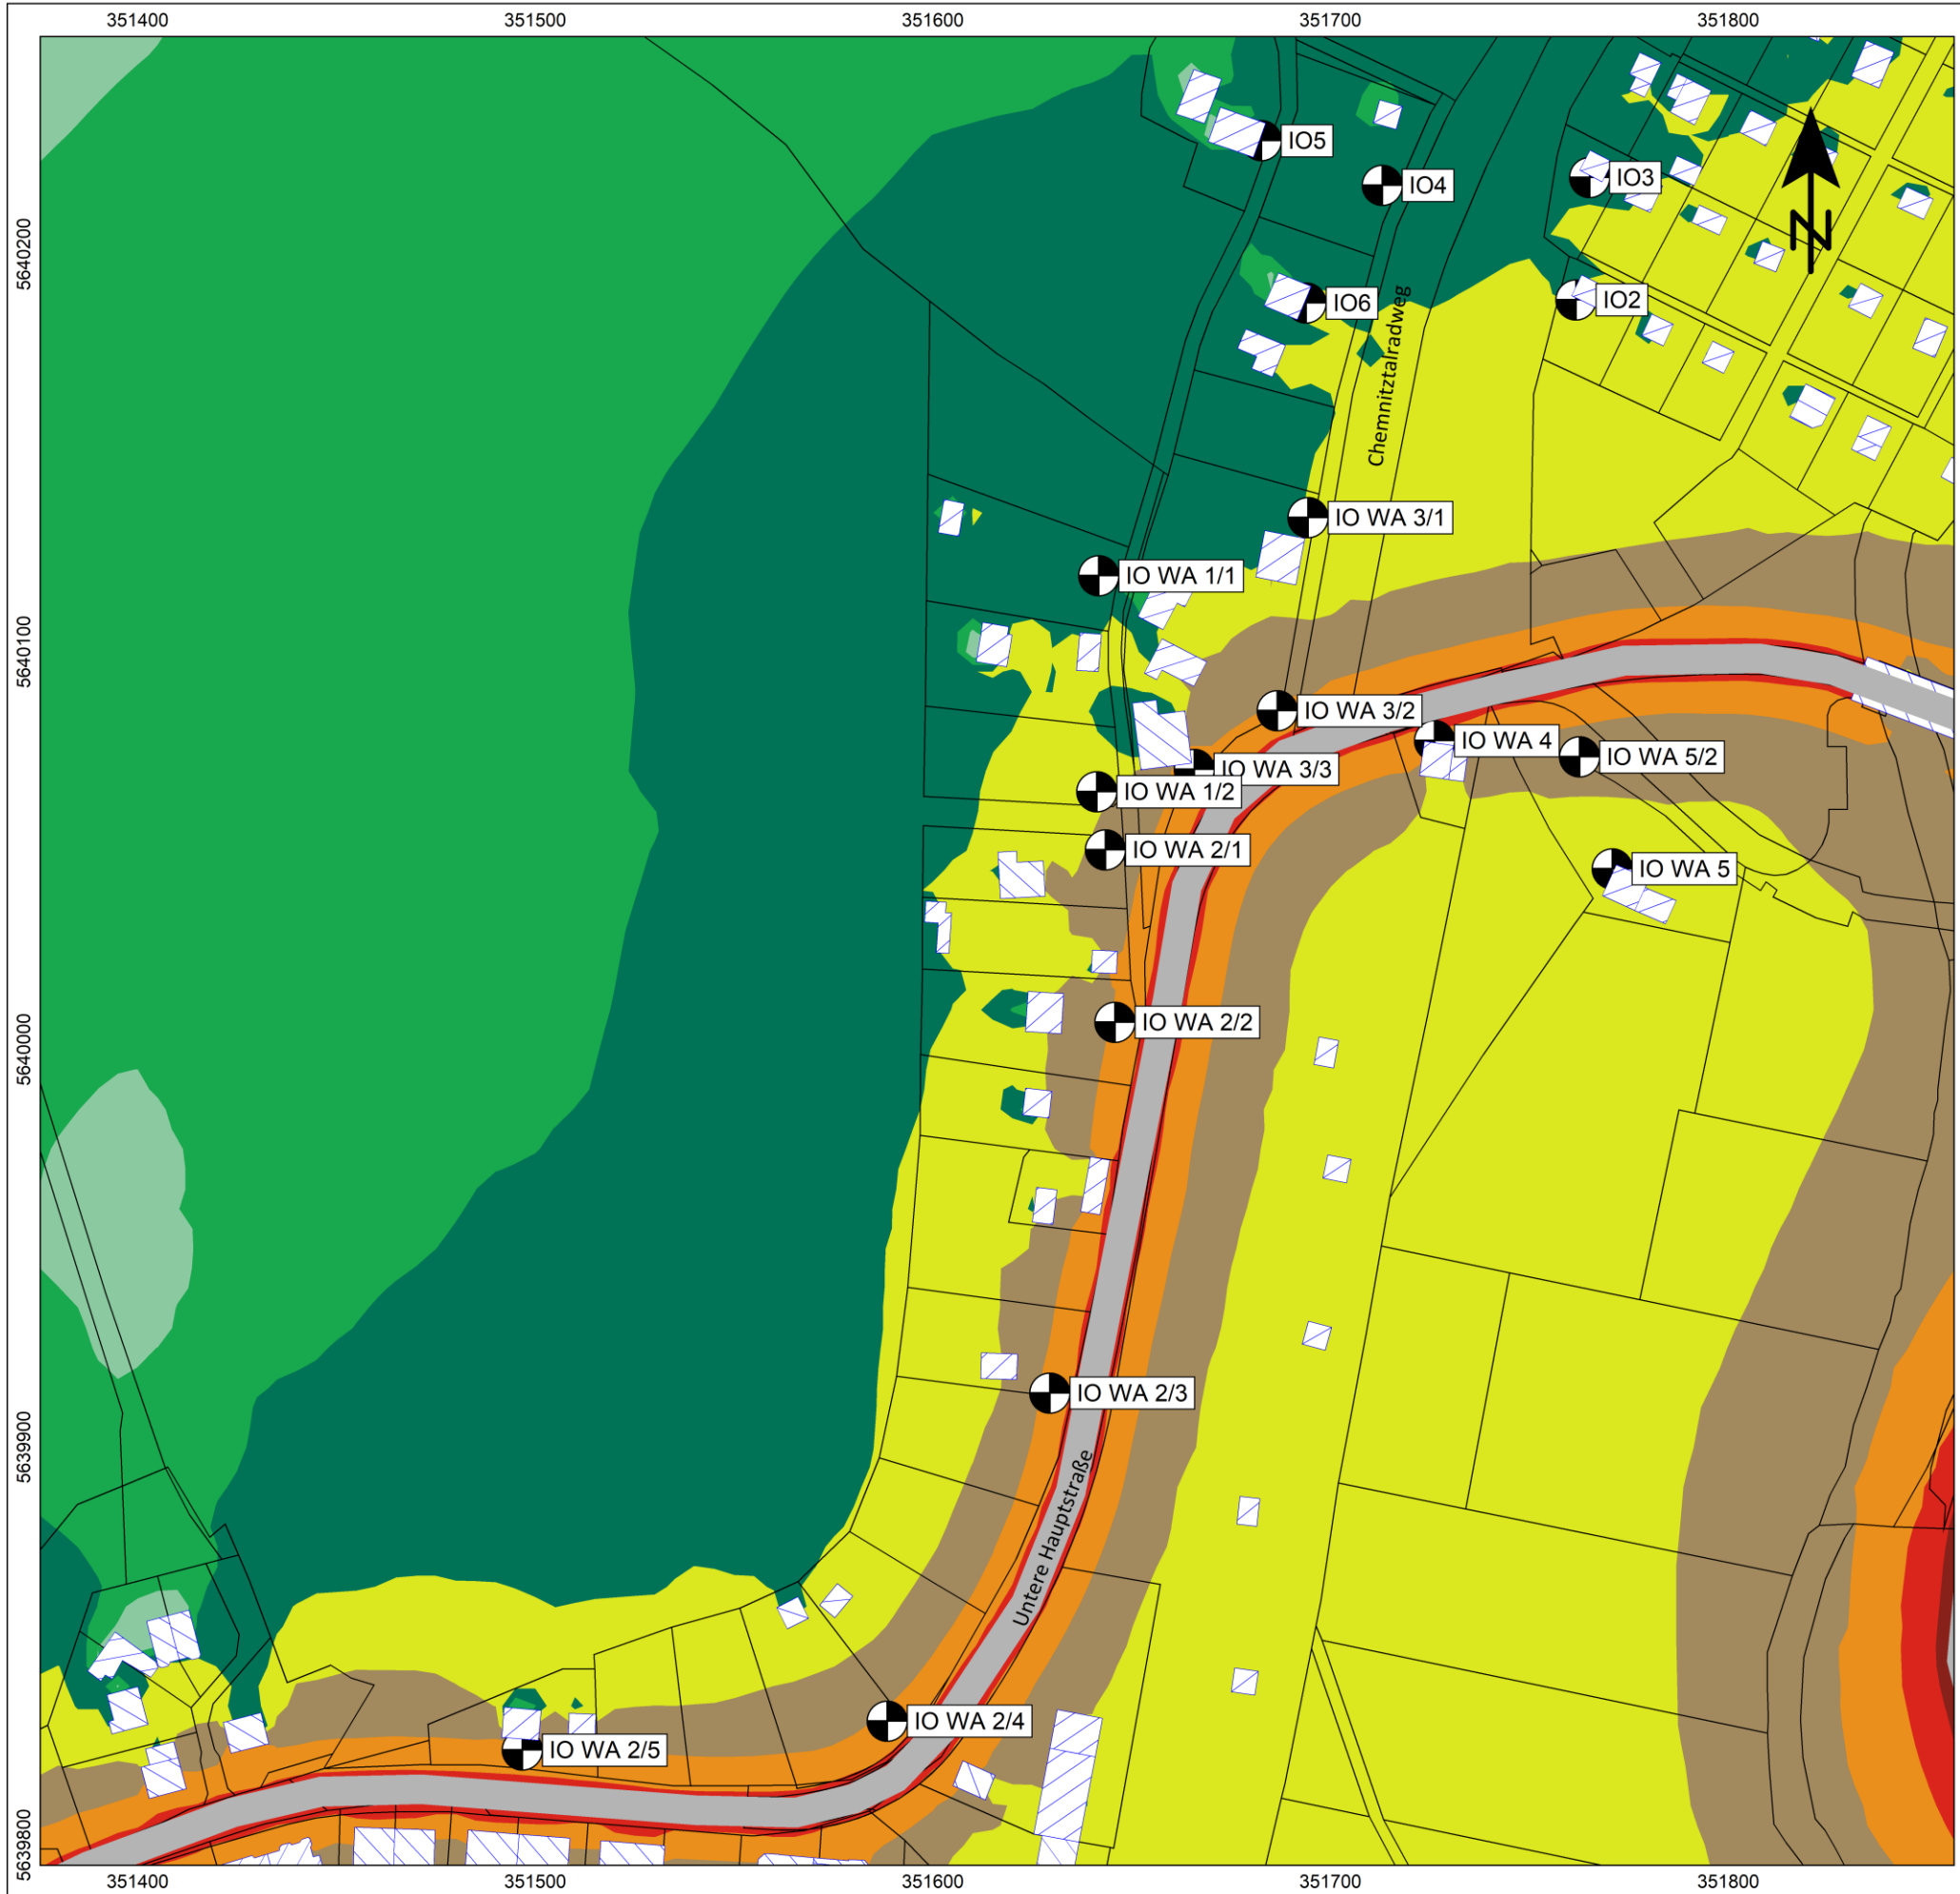 351400 351500 351600 351700 351800
5640200
5640100
5640000
5639900
5639800
IO5
IO4
IO3
IO6
IO2
Chemnitztalradweg
IO WA 3/1
IO WA 1/1
IO WA 3/2
IO WA 4
IO WA 5/2
IO WA 3/3
IO WA 1/2
IO WA 2/1
IO WA 5
IO WA 2/2
IO WA 2/3
Untere Hauptstraße
IO WA 2/4
IO WA 2/5
N
351400 351500 351600 351700 351800